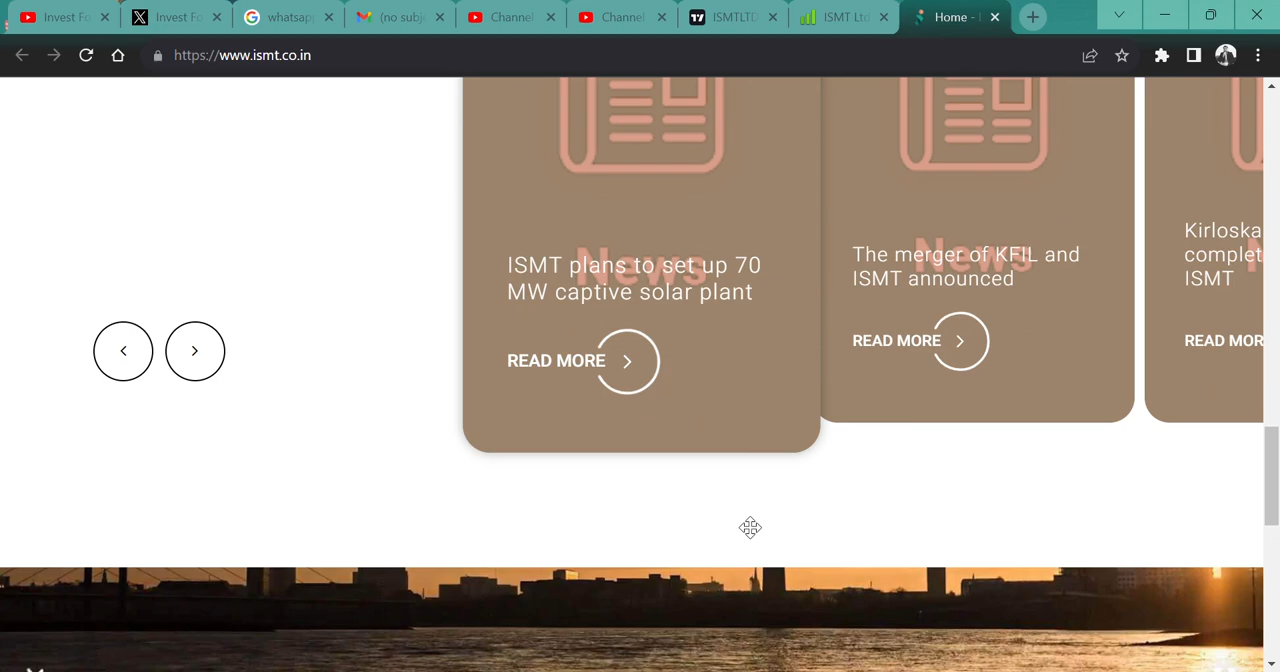 Invest Fo
Invest Fo
whatsap
(no subj
Channel
Channel
ISMTLTD
ISMT Ltd
Home -
https://www.ismt.co.in
News
ISMT plans to set up 70
MW captive solar plant
READ MORE
News
The merger of KFIL and
ISMT announced
READ MORE
Kirloska
complet
ISMT
READ MOR